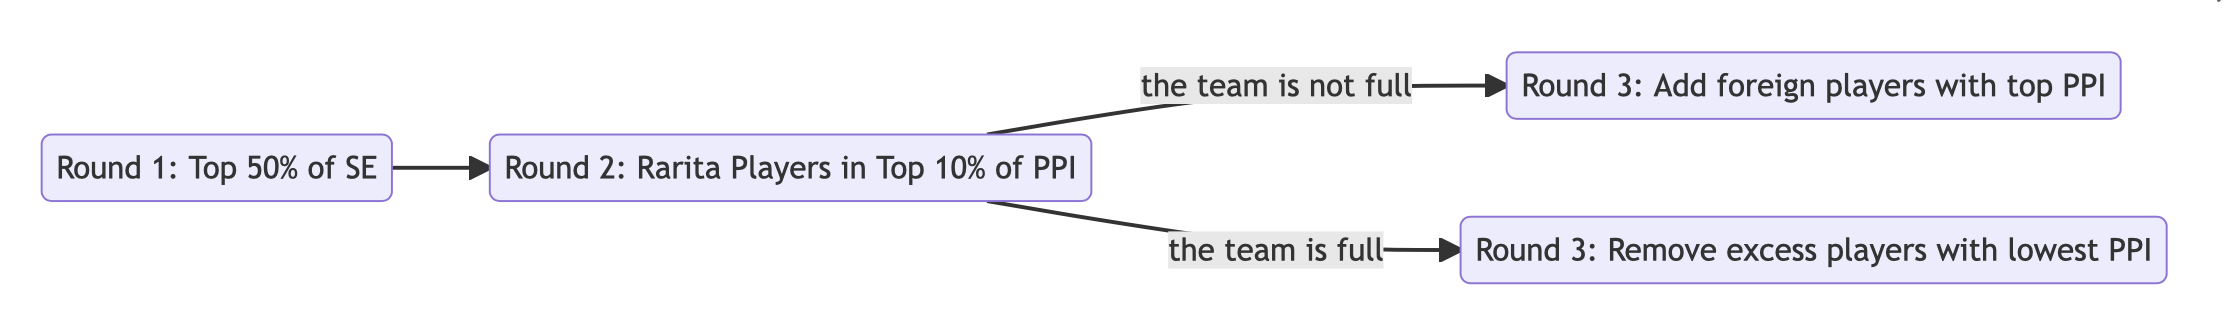 Round 1: Top 50% of SE
Round 2: Rarita Players in Top 10% of PPI
the team is not full
Round 3: Add foreign players with top PPI
the team is full
Round 3: Remove excess players with lowest PPI